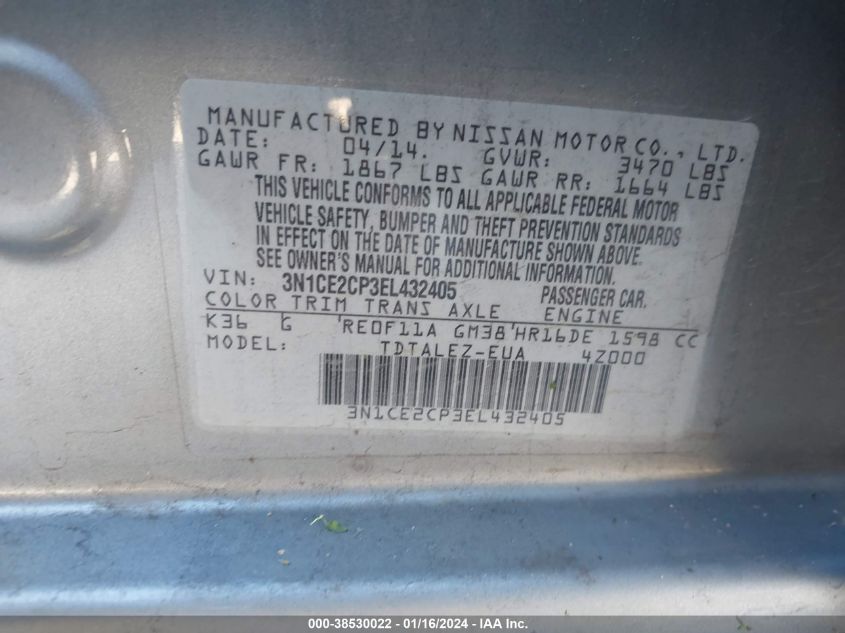 MANUFACTURED BY NISSAN MOTOR CO., LTD.
DATE: 04/14. GVWR: 3470 LBS
GAWR FR: 1867 LBS GAWR RR: 1664 LBS
THIS VEHICLE CONFORMS TO ALL APPLICABLE FEDERAL MOTOR
VEHICLE SAFETY, BUMPER AND THEFT PREVENTION STANDARDS
IN EFFECT ON THE DATE OF MANUFACTURE SHOWN ABOVE.
SEE OWNER'S MANUAL FOR ADDITIONAL INFORMATION.
VIN: 3N1CE2CP3EL432405 PASSENGER CAR.
COLOR TRIM TRANS AXLE ENGINE
K36 G 'RE0F11A GM38'HR16DE 1598 CC
MODEL: TDTALEZ-EUA 4Z000
3N1CE2CP3EL432405
000-38530022 - 01/16/2024 - IAA Inc.